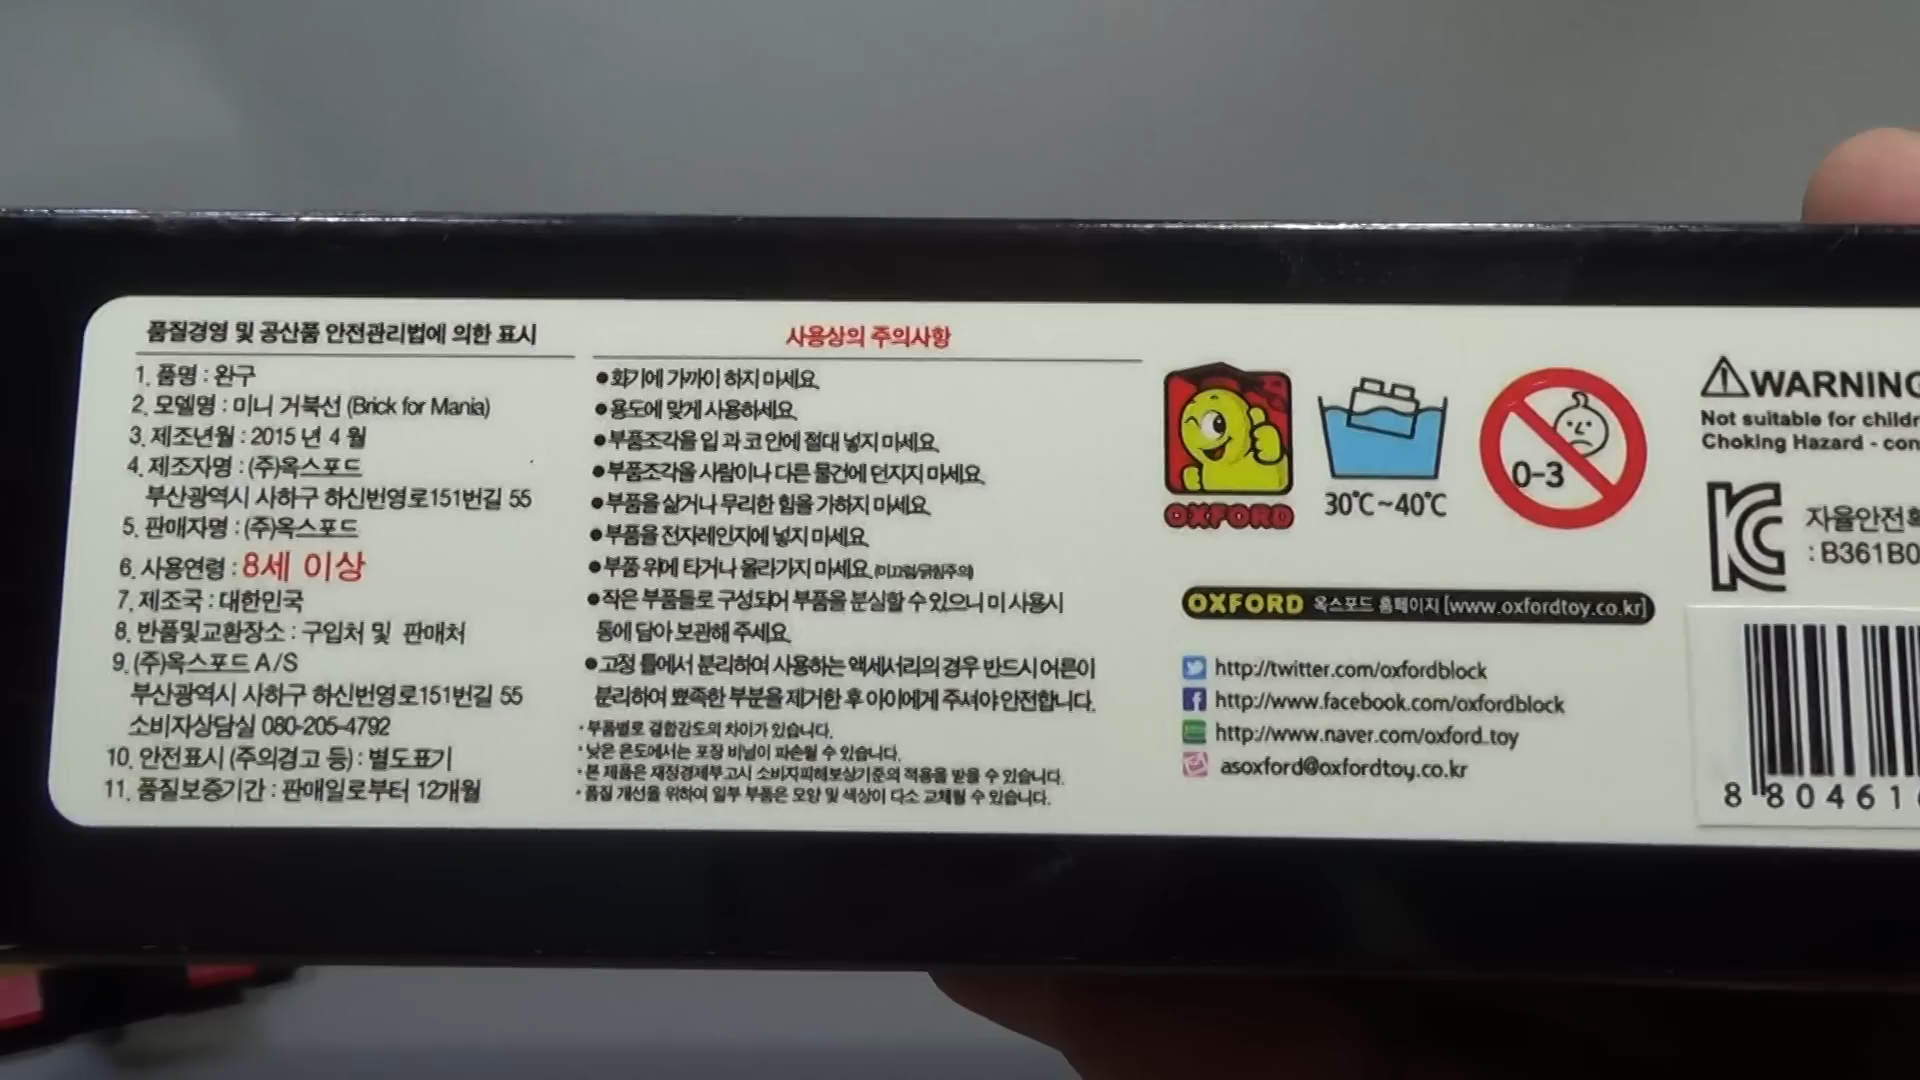 품질경영 및 공산품 안전관리법에 의한 표시
1. 품명 : 완구
2. 모델명 : 미니 거북선 (Brick for Mania)
3. 제조년월 : 2015 년 4 월
4. 제조자명 : (주)옥스포드
부산광역시 사하구 하신번영로151번길 55
5. 판매자명 : (주)옥스포드
6. 사용연령 : 8세 이상
7. 제조국 : 대한민국
8. 반품및교환장소 : 구입처 및 판매처
9. (주)옥스포드 A/S
부산광역시 사하구 하신번영로151번길 55
소비자상담실 080-205-4792
10. 안전표시 (주의경고 등) : 별도표기
11. 품질보증기간 : 판매일로부터 12개월
사용상의 주의사항
●화기에 가까이 하지 마세요.
●용도에 맞게 사용하세요.
●부품조각을 입 과 코 안에 절대 넣지 마세요.
●부품조각을 사람이나 다른 물건에 던지지 마세요.
●부품을 삶거나 무리한 힘을 가하지 마세요.
●부품을 전자레인지에 넣지 마세요.
●부품 위에 타거나 올라가지 마세요. (미끄럼/긁힘주의)
●작은 부품들로 구성되어 부품을 분실할 수 있으니 미 사용시
통에 담아 보관해 주세요.
●고정 틀에서 분리하여 사용하는 액세서리의 경우 반드시 어른이
분리하여 뾰족한 부분을 제거한 후 아이에게 주셔야 안전합니다.
* 부품별로 결합강도의 차이가 있습니다.
* 낮은 온도에서는 포장 비닐이 파손될 수 있습니다.
* 본 제품은 재정경제부고시 소비자피해보상기준의 적용을 받을 수 있습니다.
* 품질 개선을 위하여 일부 부품은 모양 및 색상이 다소 교체될 수 있습니다.
OXFORD
30℃~40℃
0-3
OXFORD 옥스포드 홈페이지 [www.oxfordtoy.co.kr]
http://twitter.com/oxfordblock
http://www.facebook.com/oxfordblock
http://www.naver.com/oxford_toy
asoxford@oxfordtoy.co.kr
WARNING
Not suitable for childr
Choking Hazard - con
자율안전확
: B361B0
8 804616